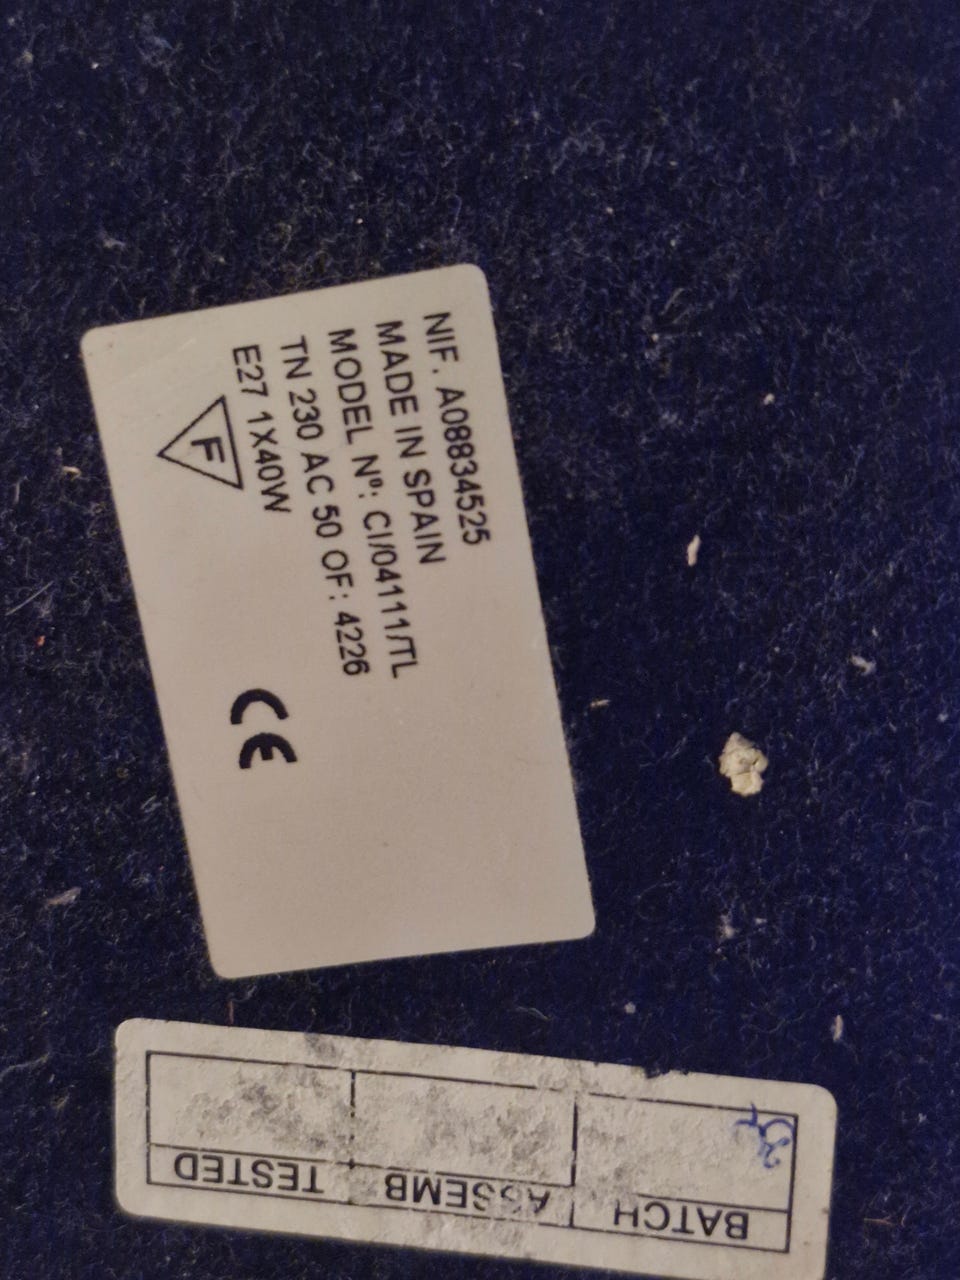 NIF. A08834525
MADE IN SPAIN
MODEL Nº: CI/04111/TL
TN 230 AC 50 OF: 4226
E27 1X40W
F
CE
BATCH ASSEMB TESTED